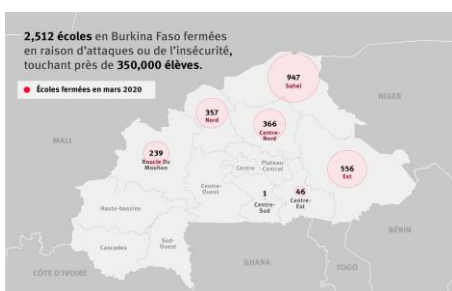 2,512 écoles en Burkina Faso fermées
en raison d'attaques ou de l'insécurité,
touchant près de 350,000 élèves.
Écoles fermées en mars 2020
947
Sahel
NIGER
357
Nord
366
Centre-
Nord
MALI
239
Boucle Du
Mouhon
Centre
Plateau-
Central
556
Est
Centre-
Ouest
1
Centre-
Sud
46
Centre-
Est
Hauts-bassins
BÉNIN
Cascades
Sud-
Ouest
GHANA
TOGO
CÔTE D'IVOIRE